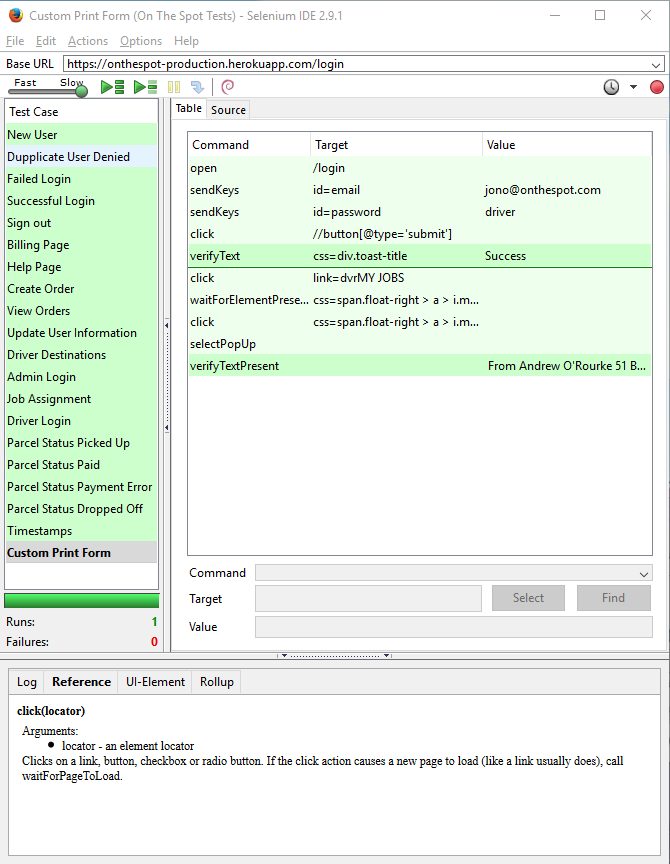 Custom Print Form (On The Spot Tests) - Selenium IDE 2.9.1
File Edit Actions Options Help
Base URL https://onthespot-production.herokuapp.com/login
Fast Slow
Test Case
New User
Dupplicate User Denied
Failed Login
Successful Login
Sign out
Billing Page
Help Page
Create Order
View Orders
Update User Information
Driver Destinations
Admin Login
Job Assignment
Driver Login
Parcel Status Picked Up
Parcel Status Paid
Parcel Status Payment Error
Parcel Status Dropped Off
Timestamps
Custom Print Form
Runs: 1
Failures: 0
Table Source
Command Target Value
open /login
sendKeys id=email jono@onthespot.com
sendKeys id=password driver
click //button[@type='submit']
verifyText css=div.toast-title Success
click link=dvrMY JOBS
waitForElementPrese... css=span.float-right > a > i.m...
click css=span.float-right > a > i.m...
selectPopUp
verifyTextPresent From Andrew O'Rourke 51 B...
Command
Target Select Find
Value
Log Reference UI-Element Rollup
click(locator)
Arguments:
• locator - an element locator
Clicks on a link, button, checkbox or radio button. If the click action causes a new page to load (like a link usually does), call
waitForPageToLoad.